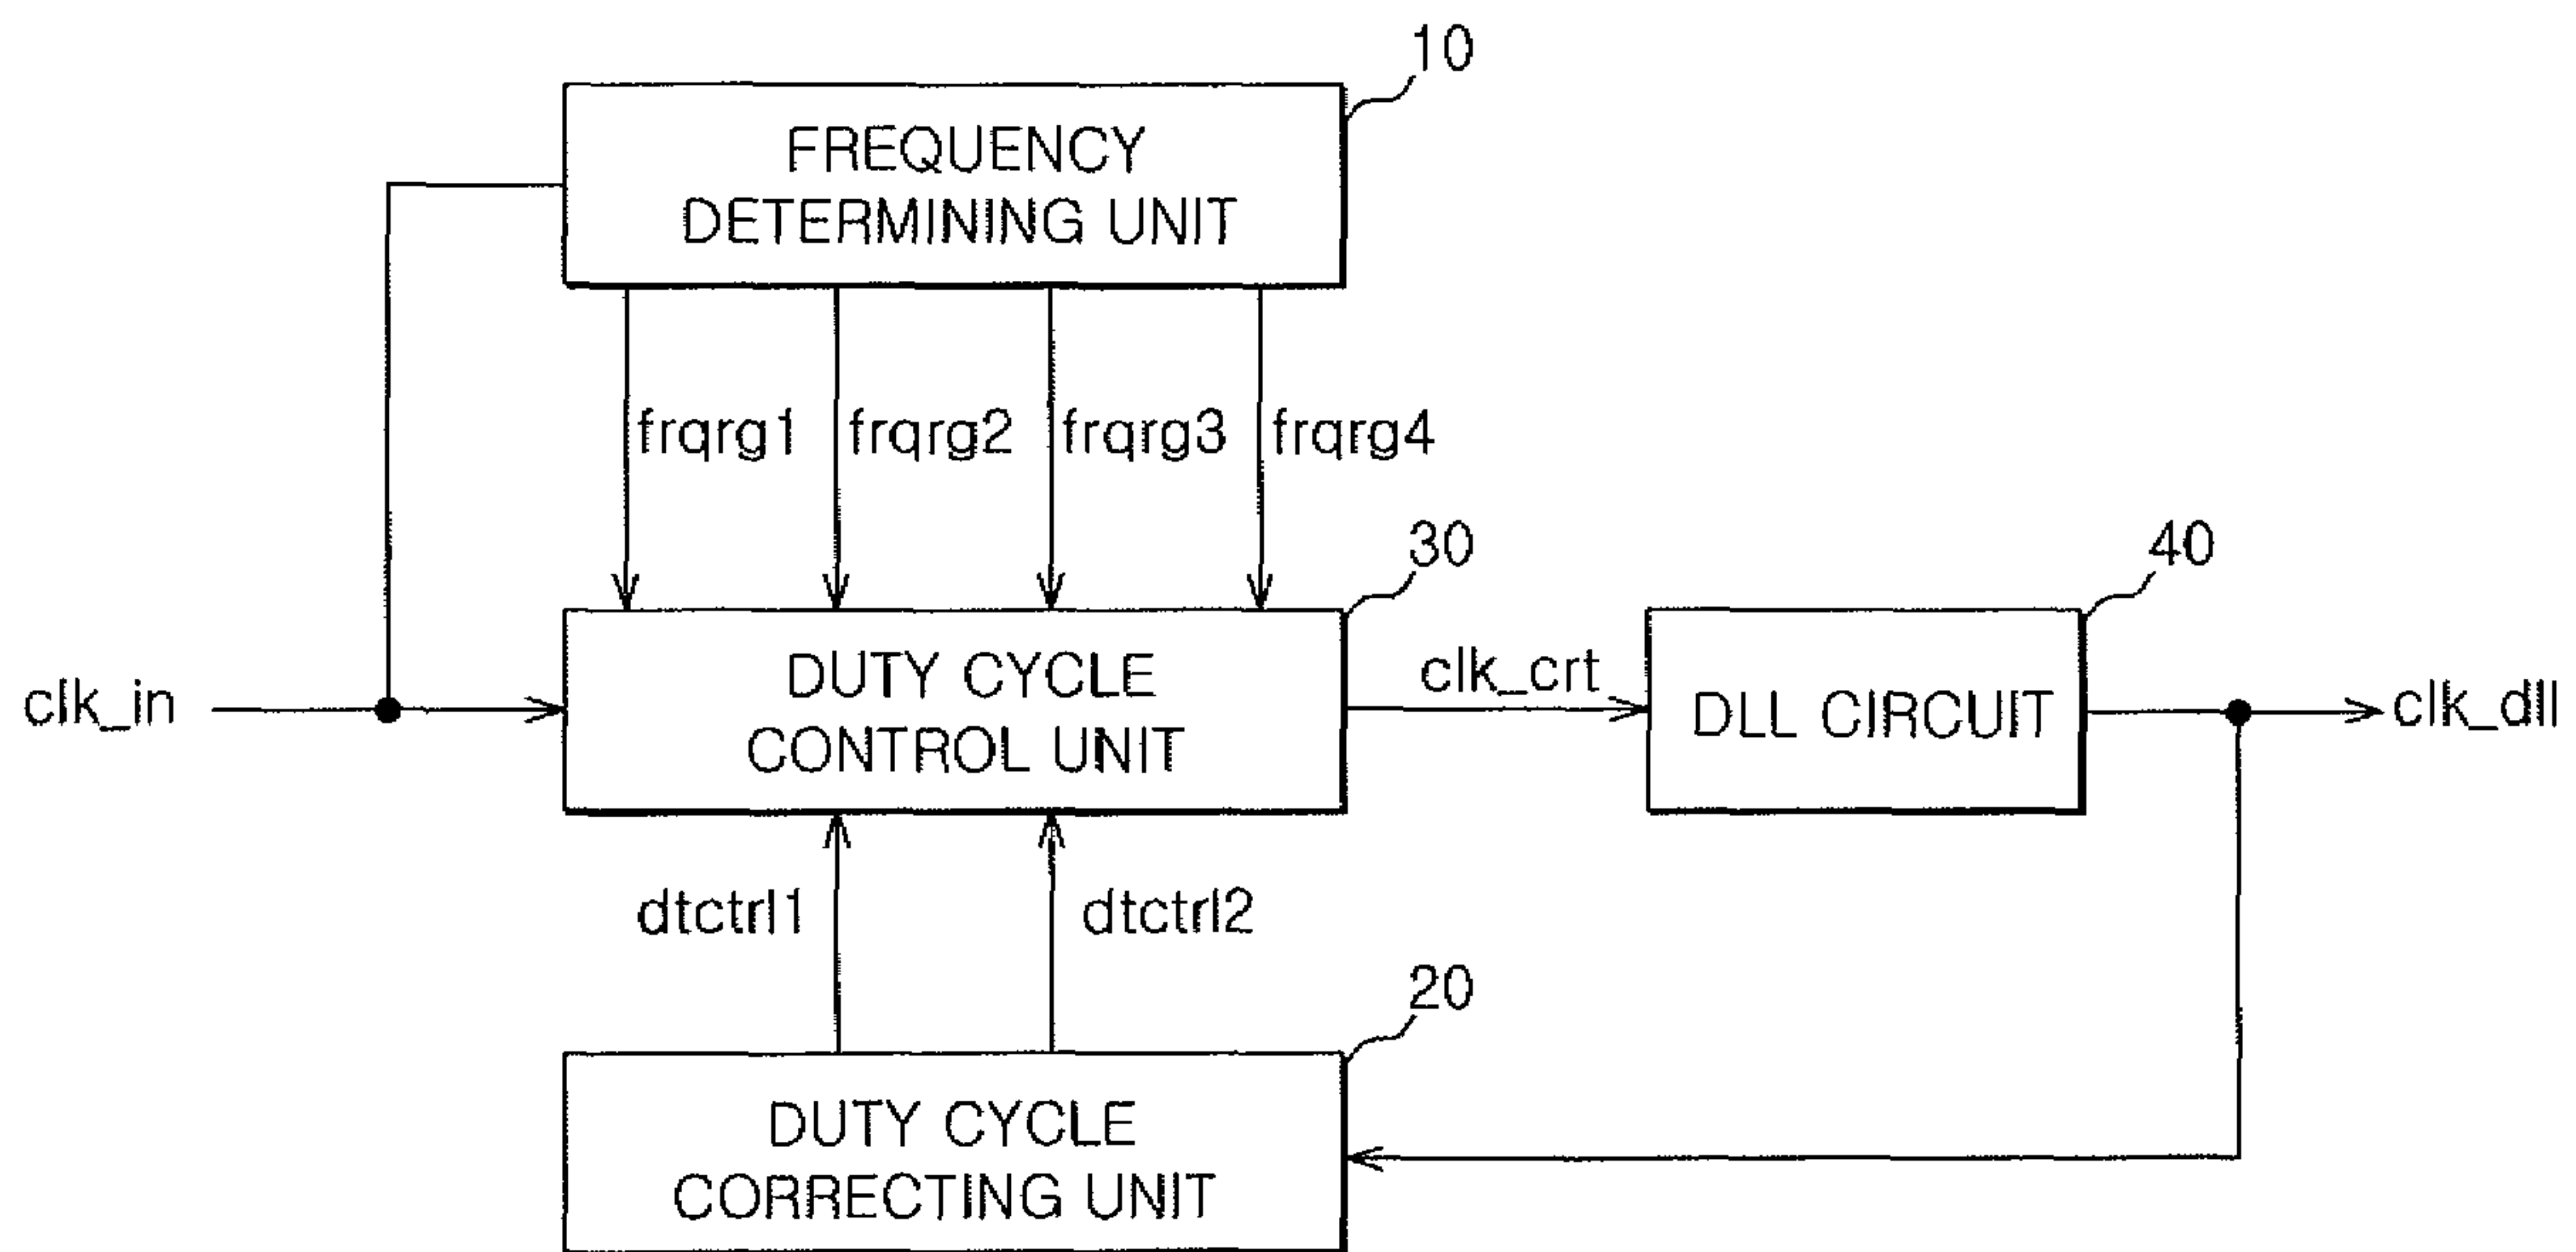 10
FREQUENCY
DETERMINING UNIT
frqrg1
frqrg2
frqrg3
frqrg4
30
40
clk_in
DUTY CYCLE
CONTROL UNIT
clk_crt
DLL CIRCUIT
clk_dll
dtctrl1
dtctrl2
20
DUTY CYCLE
CORRECTING UNIT